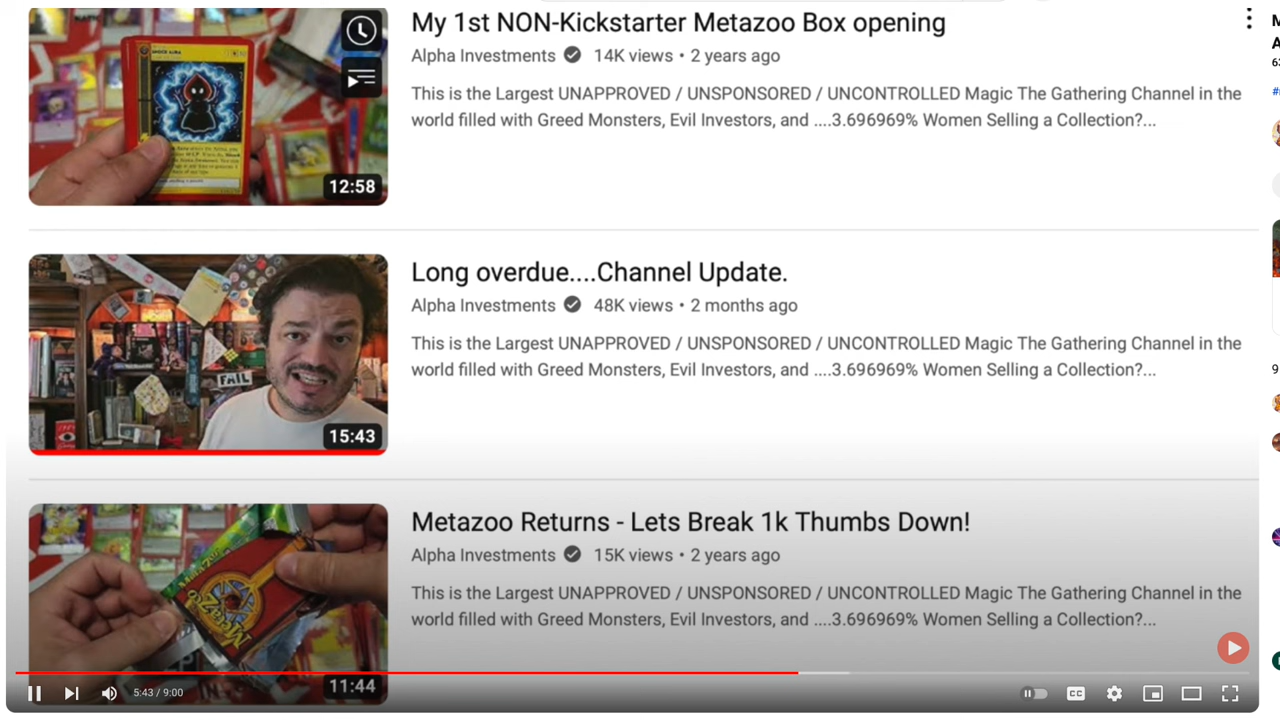 My 1st NON-Kickstarter Metazoo Box opening
Alpha Investments 14K views • 2 years ago
This is the Largest UNAPPROVED / UNSPONSORED / UNCONTROLLED Magic The Gathering Channel in the
world filled with Greed Monsters, Evil Investors, and ....3.696969% Women Selling a Collection?...
12:58
Long overdue....Channel Update.
Alpha Investments 48K views • 2 months ago
This is the Largest UNAPPROVED / UNSPONSORED / UNCONTROLLED Magic The Gathering Channel in the
world filled with Greed Monsters, Evil Investors, and ....3.696969% Women Selling a Collection?...
FAIL
15:43
Metazoo Returns - Lets Break 1k Thumbs Down!
Alpha Investments 15K views • 2 years ago
This is the Largest UNAPPROVED / UNSPONSORED / UNCONTROLLED Magic The Gathering Channel in the
world filled with Greed Monsters, Evil Investors, and ....3.696969% Women Selling a Collection?...
MetaZoo
11:44
5:43 / 9:00
CC